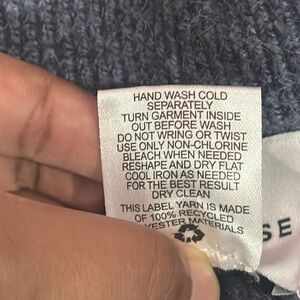 HAND WASH COLD
SEPARATELY
TURN GARMENT INSIDE
OUT BEFORE WASH
DO NOT WRING OR TWIST
USE ONLY NON-CHLORINE
BLEACH WHEN NEEDED
RESHAPE AND DRY FLAT
COOL IRON AS NEEDED
FOR THE BEST RESULT
DRY CLEAN
THIS LABEL YARN IS MADE
OF 100% RECYCLED
YESTER MATERIALS
SE